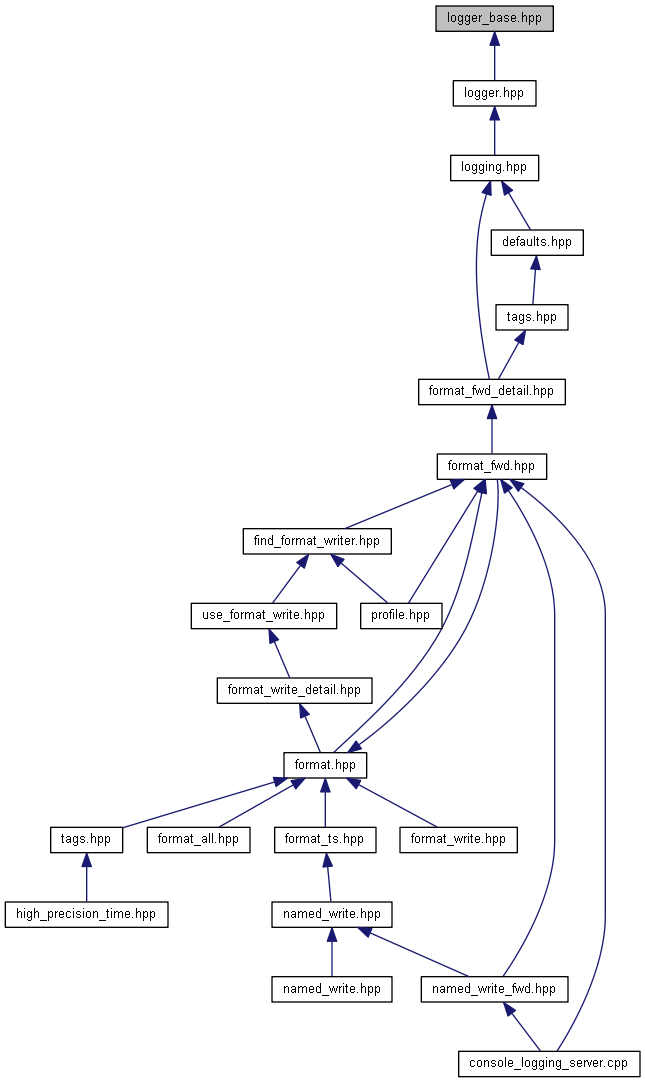 logger_base.hpp
logger.hpp
logging.hpp
defaults.hpp
tags.hpp
format_fwd_detail.hpp
format_fwd.hpp
find_format_writer.hpp
use_format_write.hpp
profile.hpp
format_write_detail.hpp
format.hpp
tags.hpp
format_all.hpp
format_ts.hpp
format_write.hpp
high_precision_time.hpp
named_write.hpp
named_write.hpp
named_write_fwd.hpp
console_logging_server.cpp